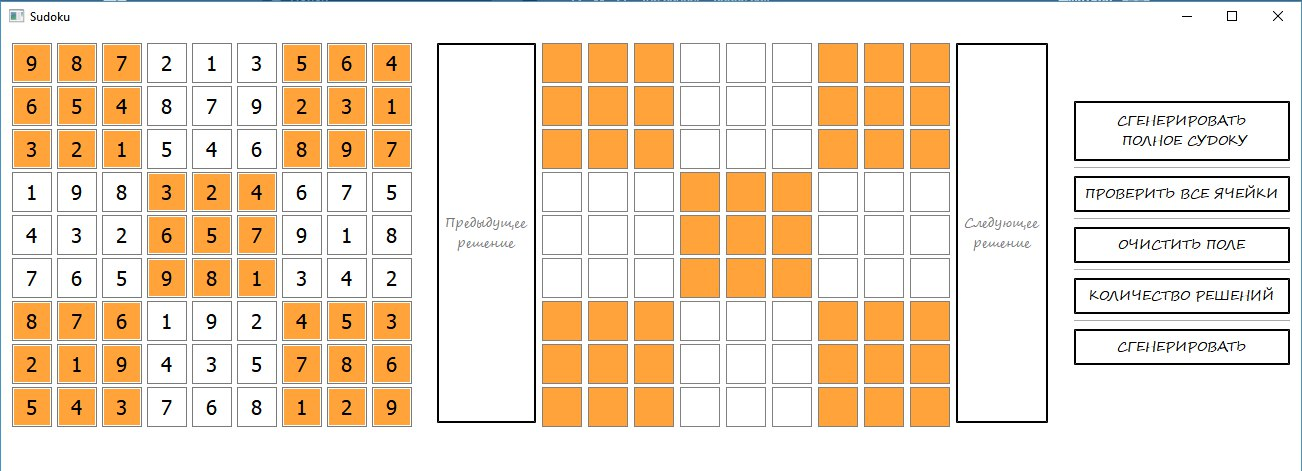 Sudoku
9 8 7 2 1 3 5 6 4
6 5 4 8 7 9 2 3 1
3 2 1 5 4 6 8 9 7
1 9 8 3 2 4 6 7 5
4 3 2 6 5 7 9 1 8
7 6 5 9 8 1 3 4 2
8 7 6 1 9 2 4 5 3
2 1 9 4 3 5 7 8 6
5 4 3 7 6 8 1 2 9
Предыдущее
решение
Следующее
решение
СГЕНЕРИРОВАТЬ
ПОЛНОЕ СУДОКУ
ПРОВЕРИТЬ ВСЕ ЯЧЕЙКИ
ОЧИСТИТЬ ПОЛЕ
КОЛИЧЕСТВО РЕШЕНИЙ
СГЕНЕРИРОВАТЬ